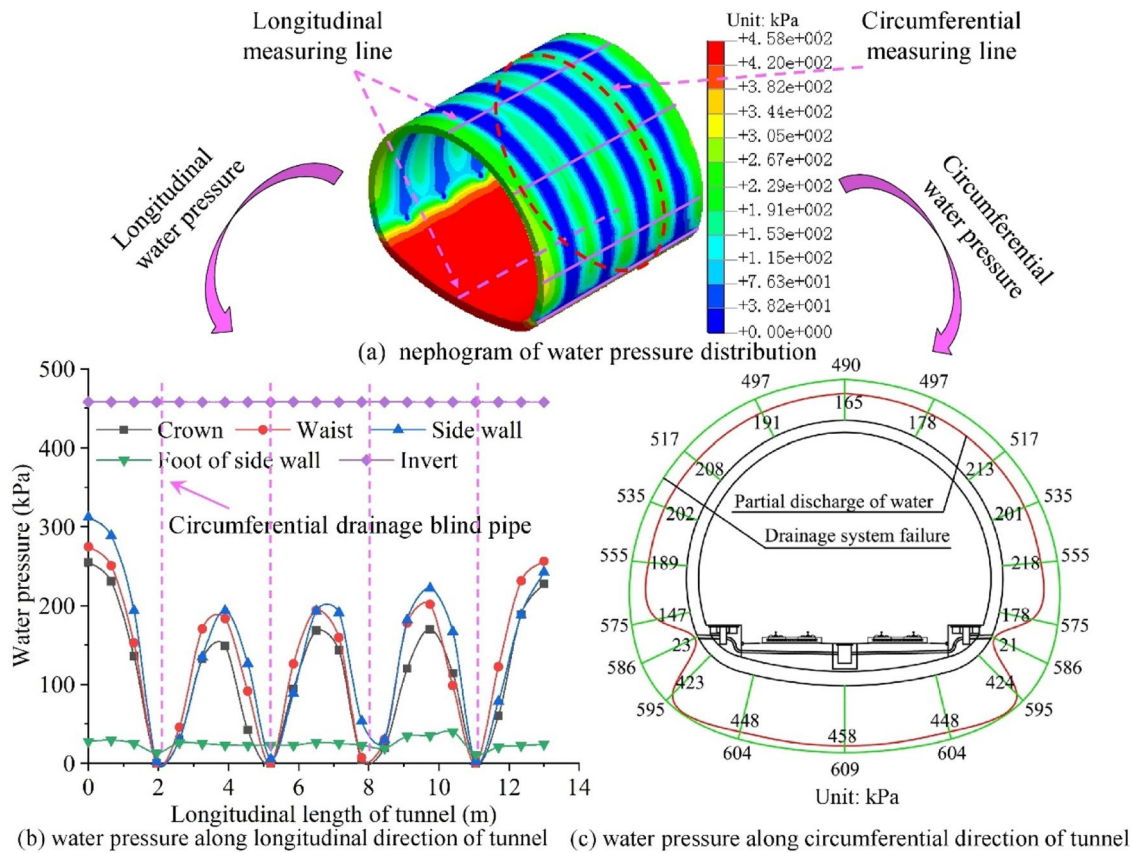 Longitudinal
measuring line
Unit: kPa
Circumferential
measuring line
+4.58e+002
+4.20e+002
+3.82e+002
+3.44e+002
+3.05e+002
+2.67e+002
+2.29e+002
+1.91e+002
+1.53e+002
+1.15e+002
+7.63e+001
+3.82e+001
+0.00e+000
Longitudinal
water pressure
Circumferential
water pressure
(a) nephogram of water pressure distribution
500
400
300
200
100
0
Water pressure (kPa)
Crown Waist Side wall
Foot of side wall Invert
Circumferential drainage blind pipe
0 2 4 6 8 10 12 14
Longitudinal length of tunnel (m)
(b) water pressure along longitudinal direction of tunnel
490
497 497
165
191 178
517 517
208 213
535 535
Partial discharge of water
202 201
Drainage system failure
555 555
189 218
147 178
575 575
23 21
586 586
423 424
595 595
448 448
458
604 604
609
Unit: kPa
(c) water pressure along circumferential direction of tunnel